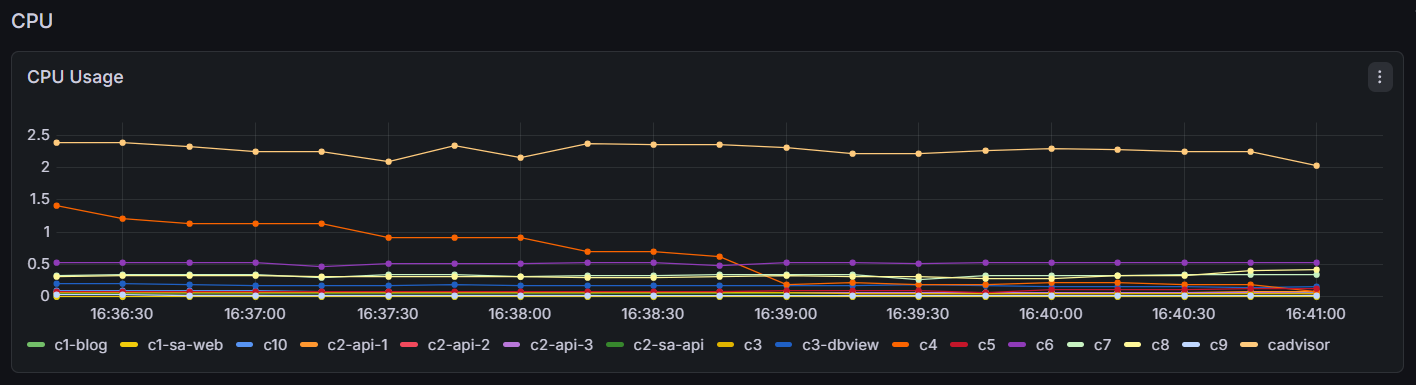 CPU
CPU Usage
2.5
2
1.5
1
0.5
0
16:36:30 16:37:00 16:37:30 16:38:00 16:38:30 16:39:00 16:39:30 16:40:00 16:40:30 16:41:00
c1-blog c1-sa-web c10 c2-api-1 c2-api-2 c2-api-3 c2-sa-api c3 c3-dbview c4 c5 c6 c7 c8 c9 cadvisor